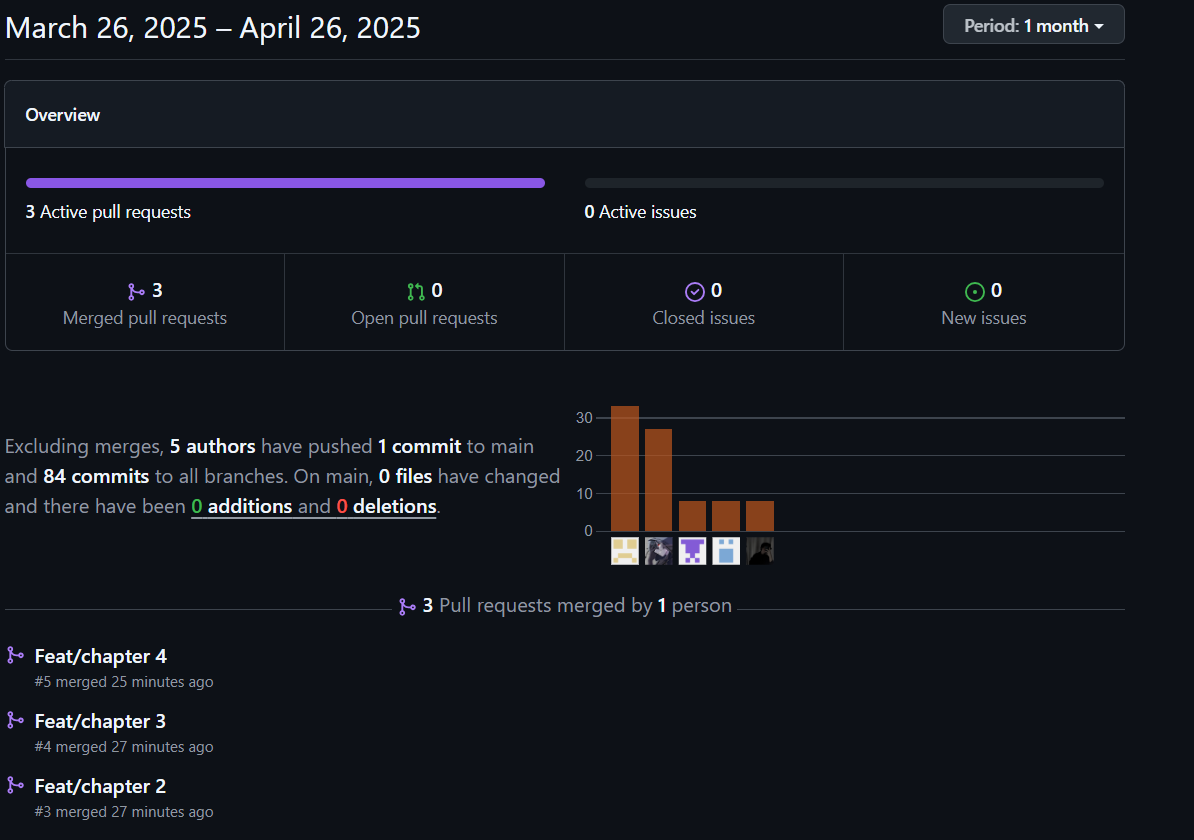 March 26, 2025 – April 26, 2025
Period: 1 month
Overview
3 Active pull requests
0 Active issues
3
Merged pull requests
0
Open pull requests
0
Closed issues
0
New issues
Excluding merges, 5 authors have pushed 1 commit to main
and 84 commits to all branches. On main, 0 files have changed
and there have been 0 additions and 0 deletions.
30
20
10
0
3 Pull requests merged by 1 person
Feat/chapter 4
#5 merged 25 minutes ago
Feat/chapter 3
#4 merged 27 minutes ago
Feat/chapter 2
#3 merged 27 minutes ago